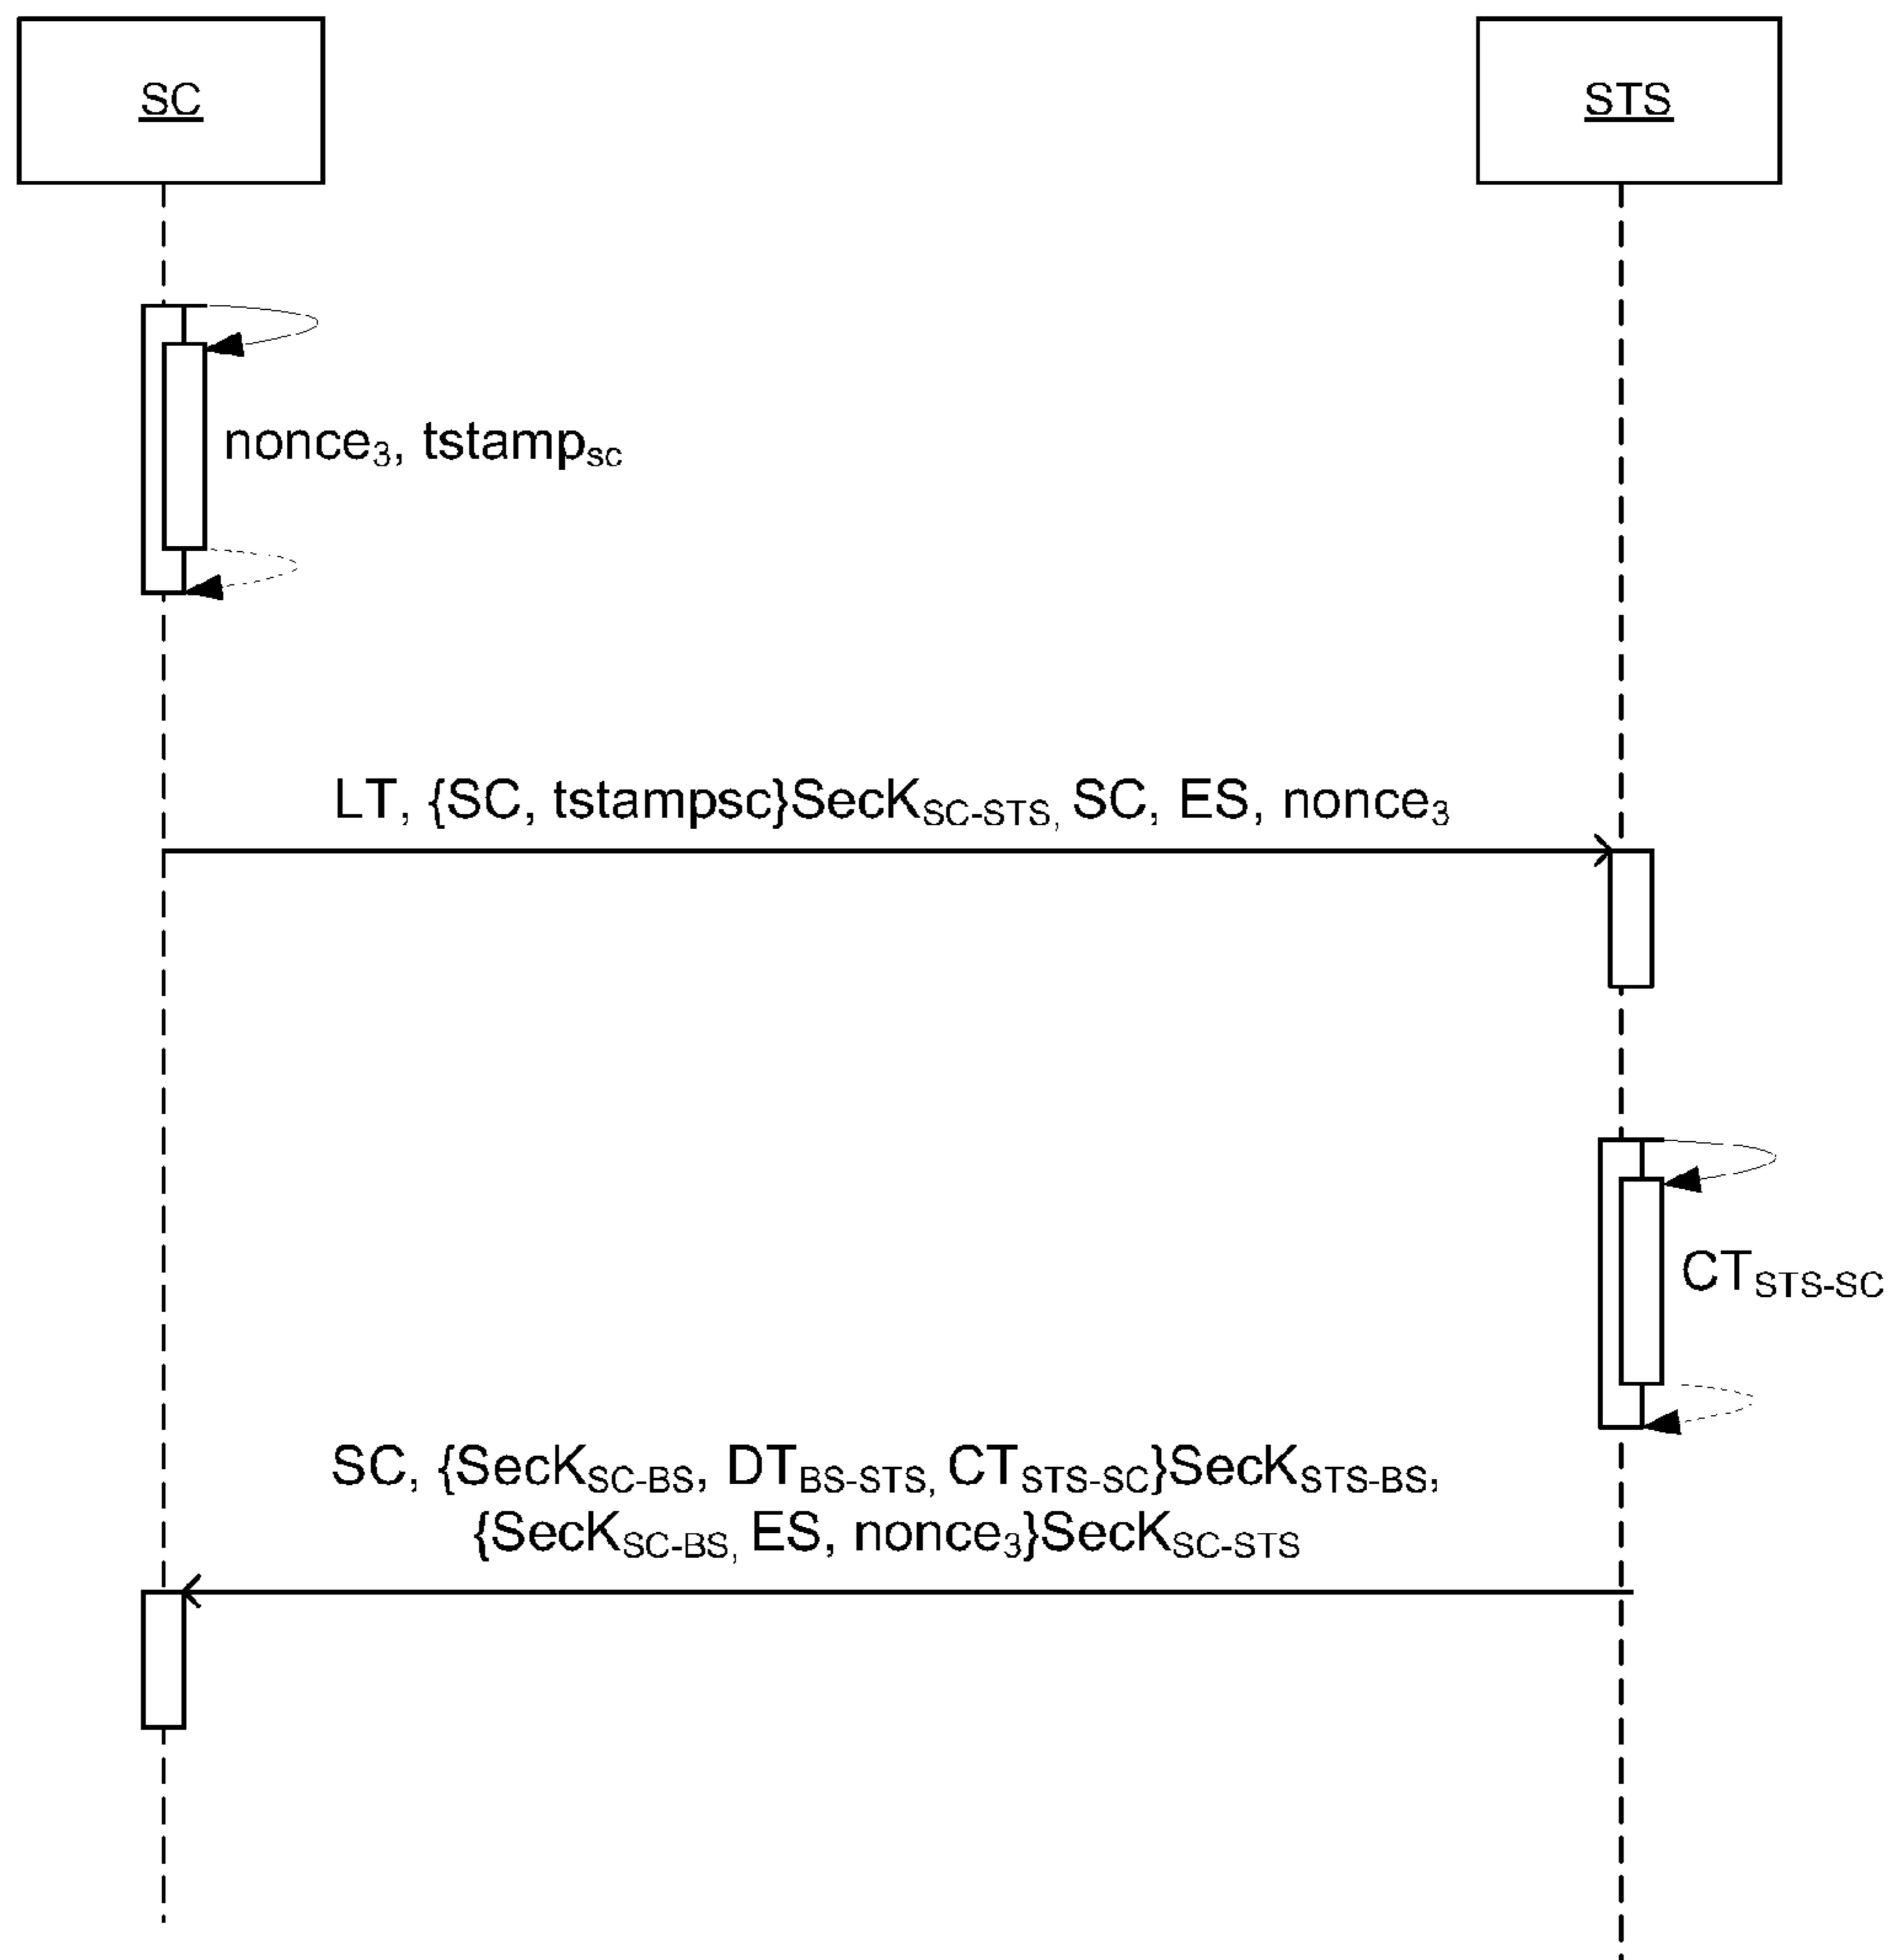 SC
STS
nonce₃, tstampsc
LT, {SC, tstampsc}SecKSC-STS, SC, ES, nonce₃
CTSTS-SC
SC, {SecKSC-BS, DTBS-STS, CTSTS-SC}SecKSTS-BS,
{SecKSC-BS, ES, nonce₃}SecKSC-STS